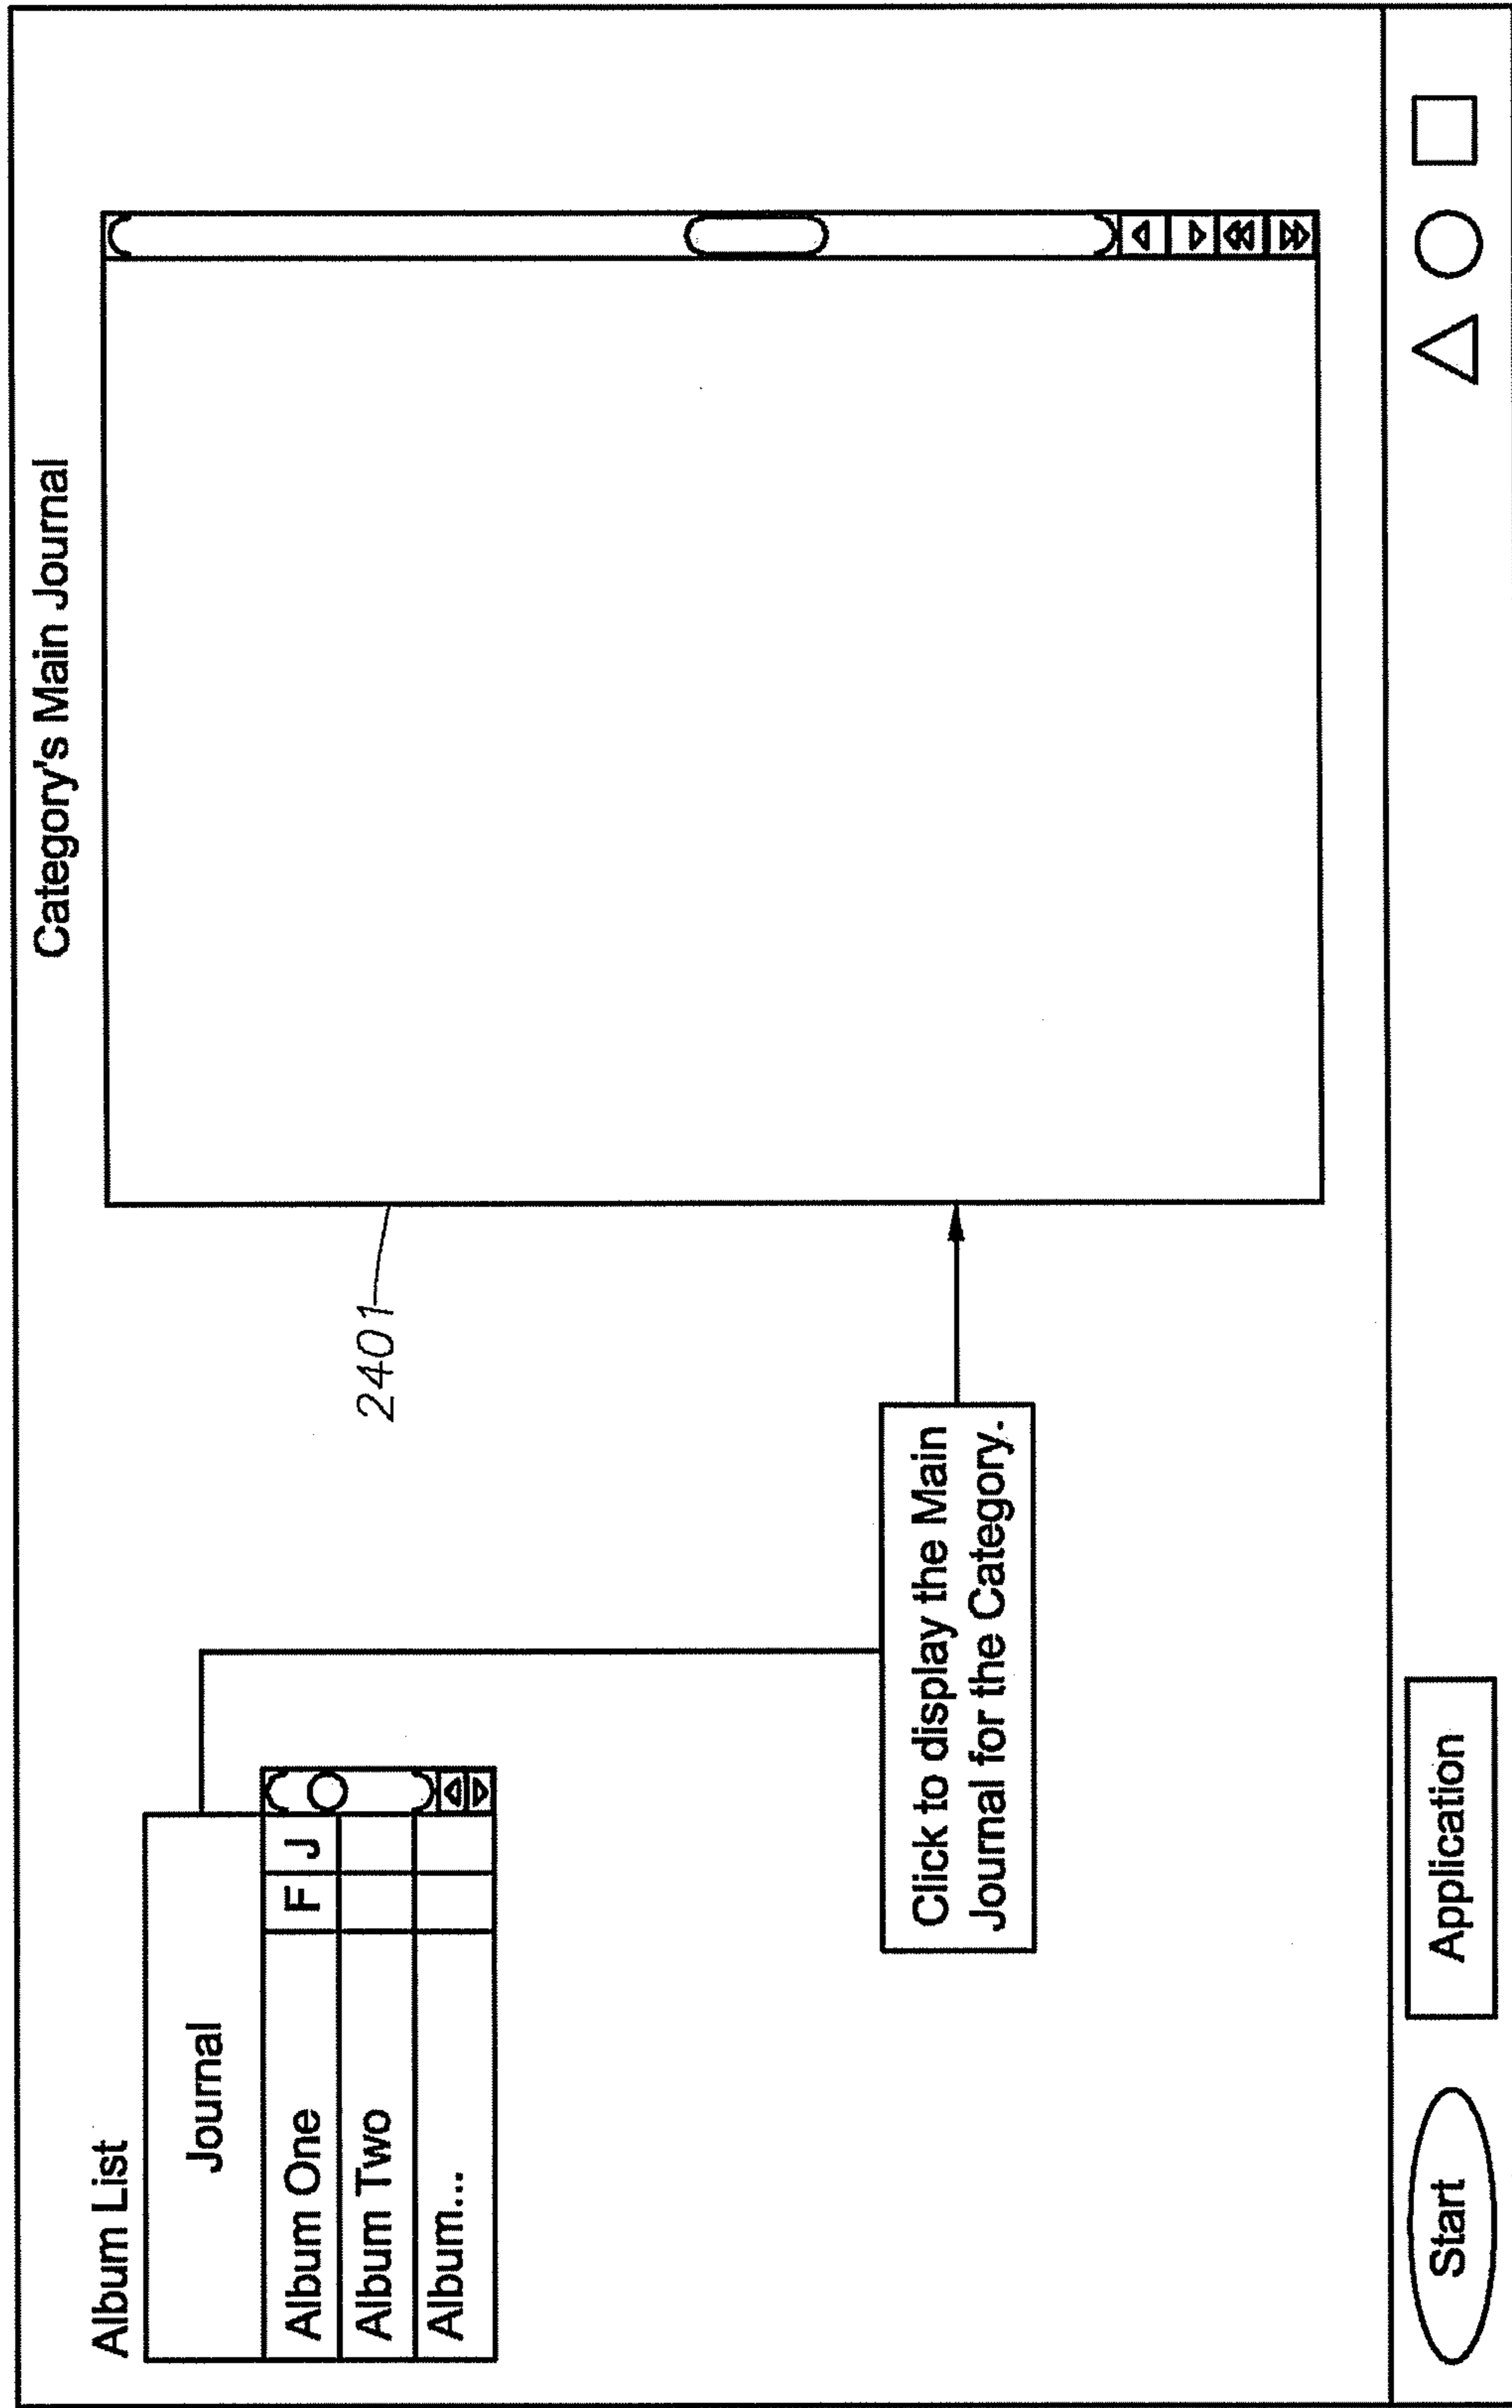 Category's Main Journal
Album List
Journal
Album One F J
Album Two
Album...
2401
Click to display the Main
Journal for the Category.
Start
Application